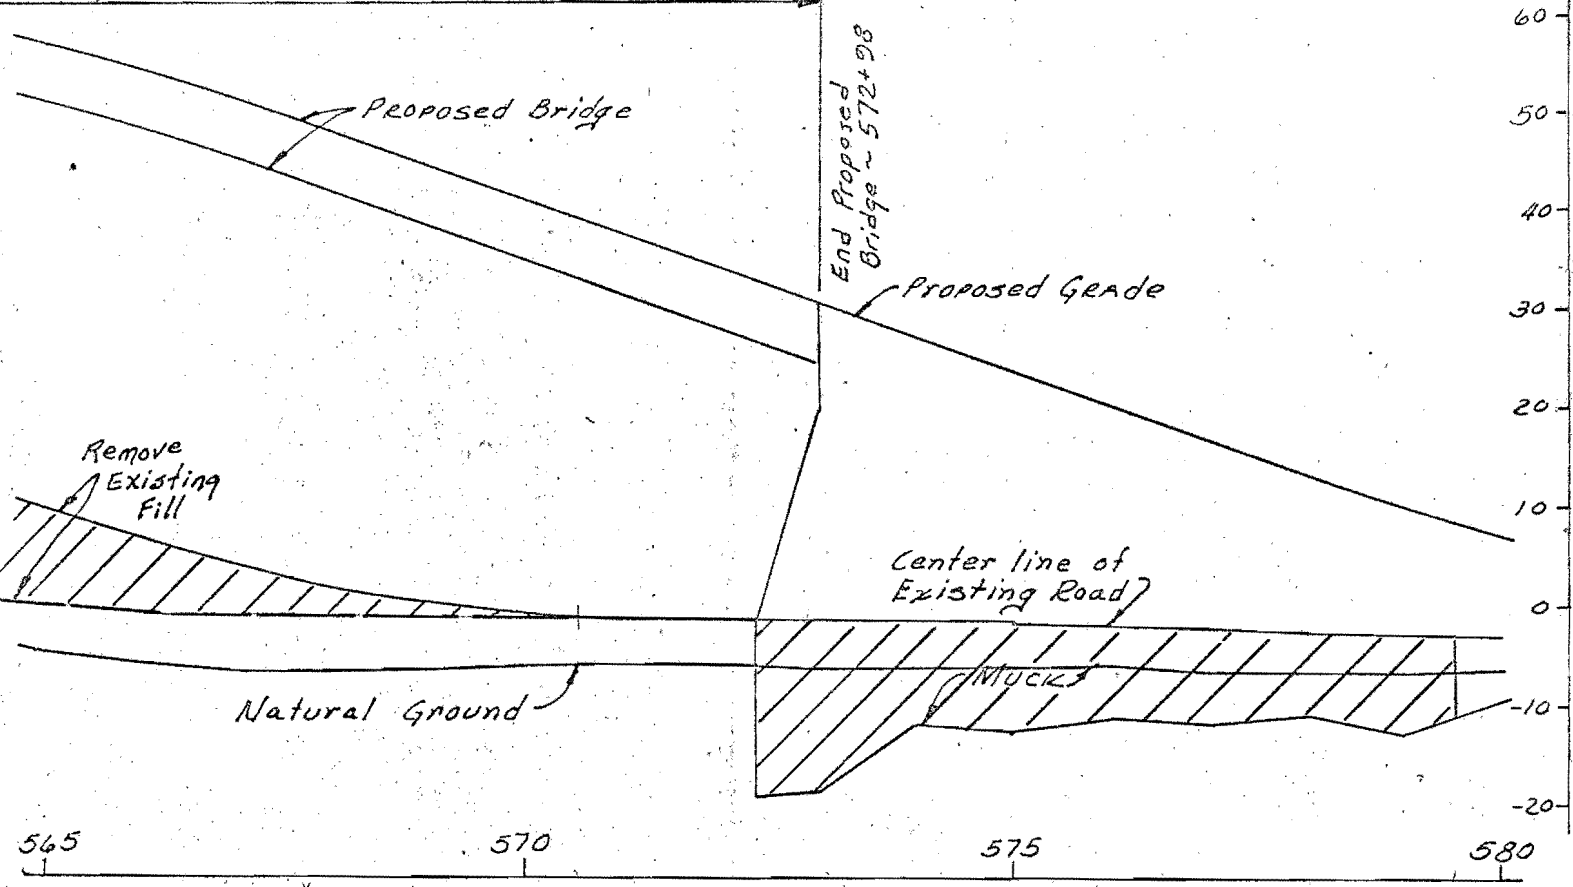 60
50
40
30
20
10
0
-10
-20
Proposed Bridge
End Proposed
Bridge ~ 572+98
Proposed Grade
Remove
Existing
Fill
Center line of
Existing Road
Muck
Natural Ground
565
570
575
580